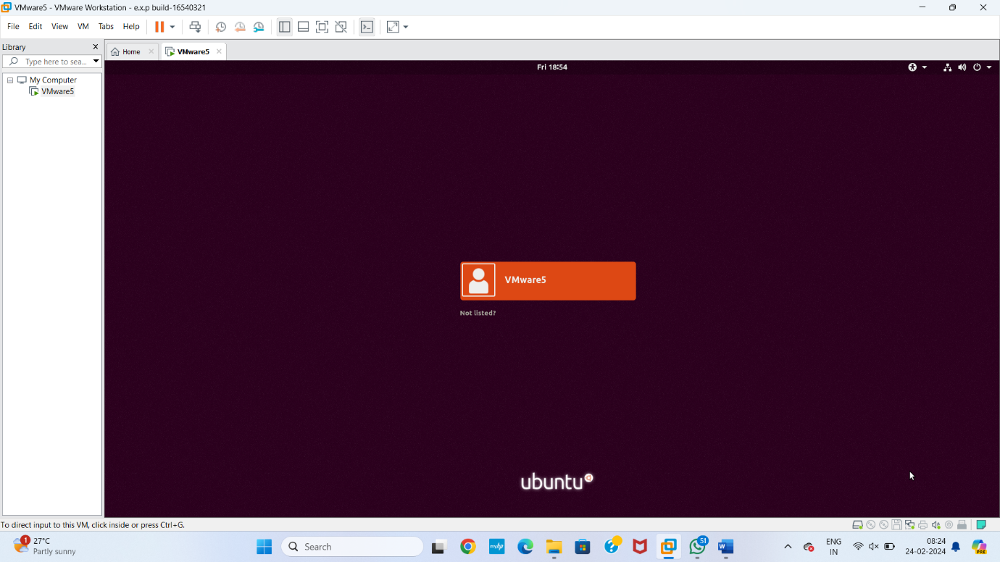 VMware5 - VMware Workstation - e.x.p build-16540321
File Edit View VM Tabs Help
Library
Home
VMware5
Type here to sea...
Fri 18:54
My Computer
VMware5
VMware5
Not listed?
ubuntu
To direct input to this VM, click inside or press Ctrl+G.
1
27°C
Partly sunny
Search
myhp
51
W
PRE
ENG
IN
08:24
24-02-2024